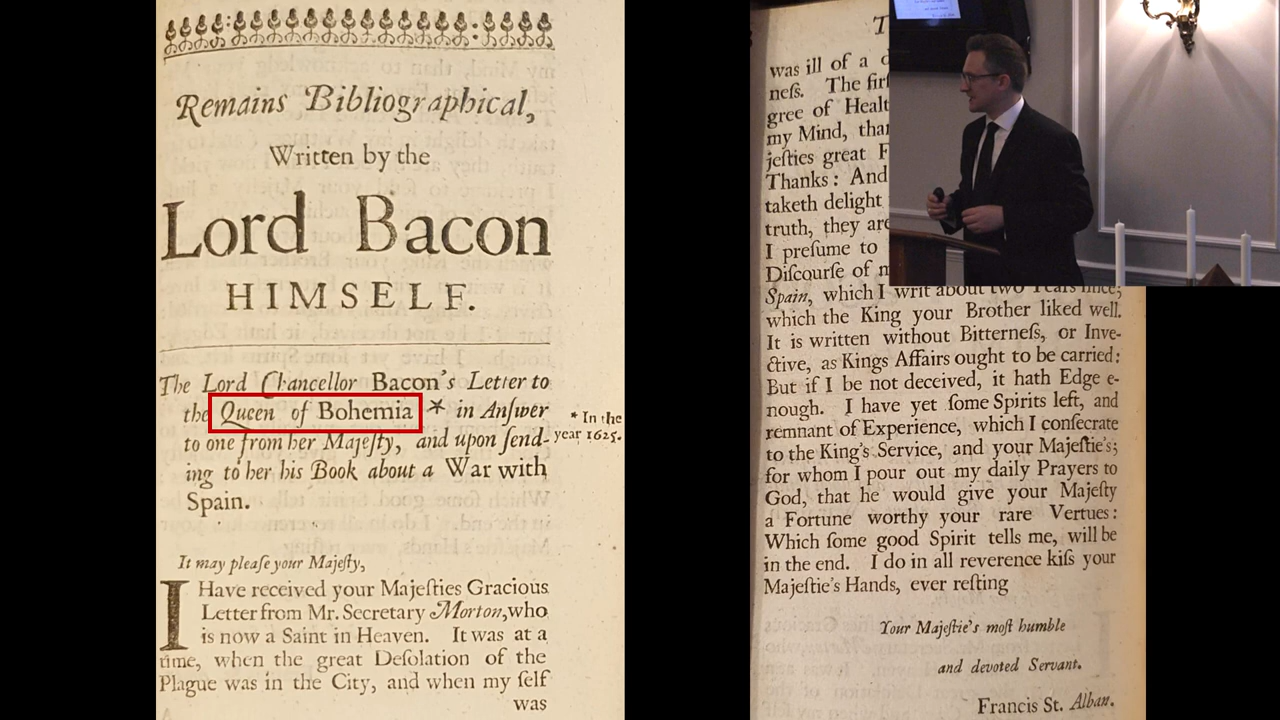 Remains Bibliographical,
Written by the
Lord Bacon
HIMSELF.
The Lord Chancellor Bacon's Letter to
the Queen of Bohemia * in Anſwer
to one from her Majeſty, and upon ſend-
ing to her his Book about a War with
Spain.
* In the
year 1625.
It may pleaſe your Majeſty,
I Have received your Majeſties Gracious
Letter from Mr. Secretary Morton, who
is now a Saint in Heaven. It was at a
time, when the great Deſolation of the
Plague was in the City, and when my ſelf
was
was ill of a
neſs. The
gree of
my Mind,
jeſties great
Thanks: And
taketh delight
truth, they are
I preſume to
Diſcourſe of
Spain, which I writ about two Years ſince;
which the King your Brother liked well.
It is written without Bitterneſs, or Inve-
ctive, as Kings Affairs ought to be carried:
But if I be not deceived, it hath Edge e-
nough. I have yet ſome Spirits left, and
remnant of Experience, which I conſecrate
to the King's Service, and your Majeſtie's;
for whom I pour out my daily Prayers to
God, that he would give your Majeſty
a Fortune worthy your rare Vertues:
Which ſome good Spirit tells me, will be
in the end. I do in all reverence kiſs your
Majeſtie's Hands, ever reſting
Your Majeſtie's moſt humble
and devoted Servant.
Francis St. Alban.